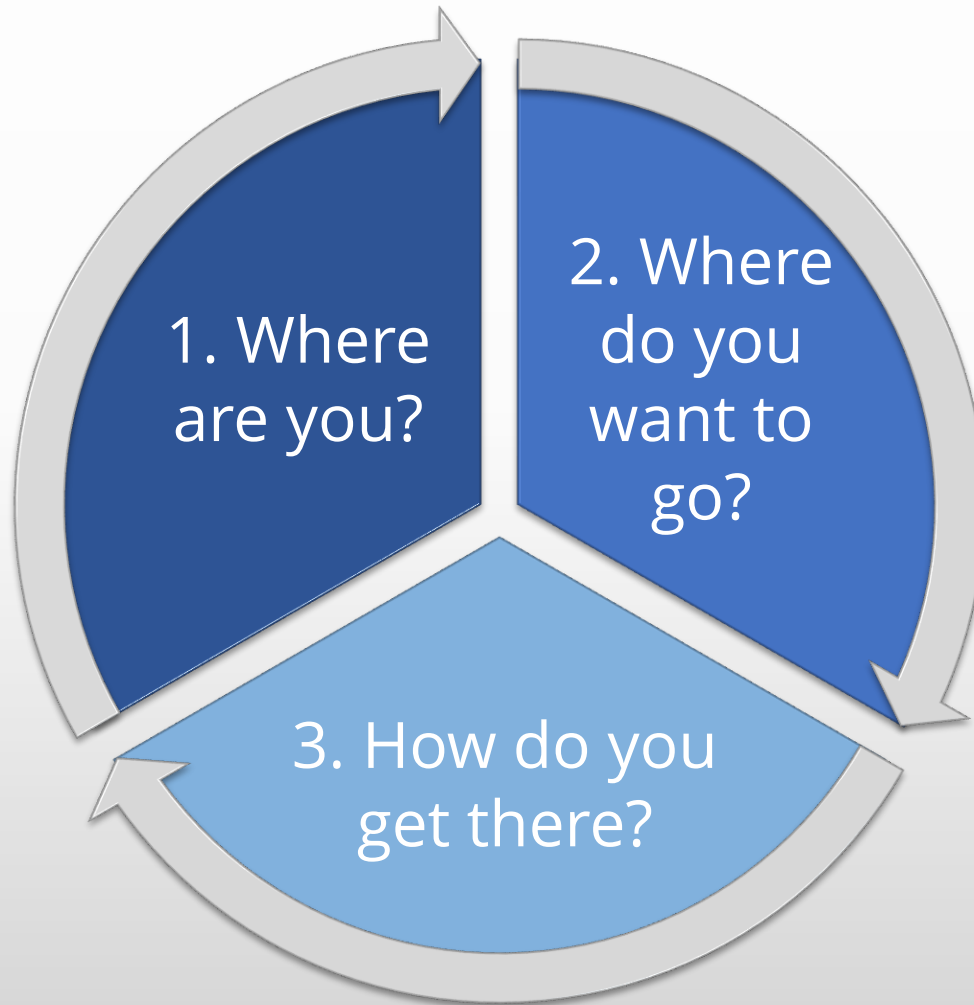 1. Where
are you?
2. Where
do you
want to
go?
3. How do you
get there?